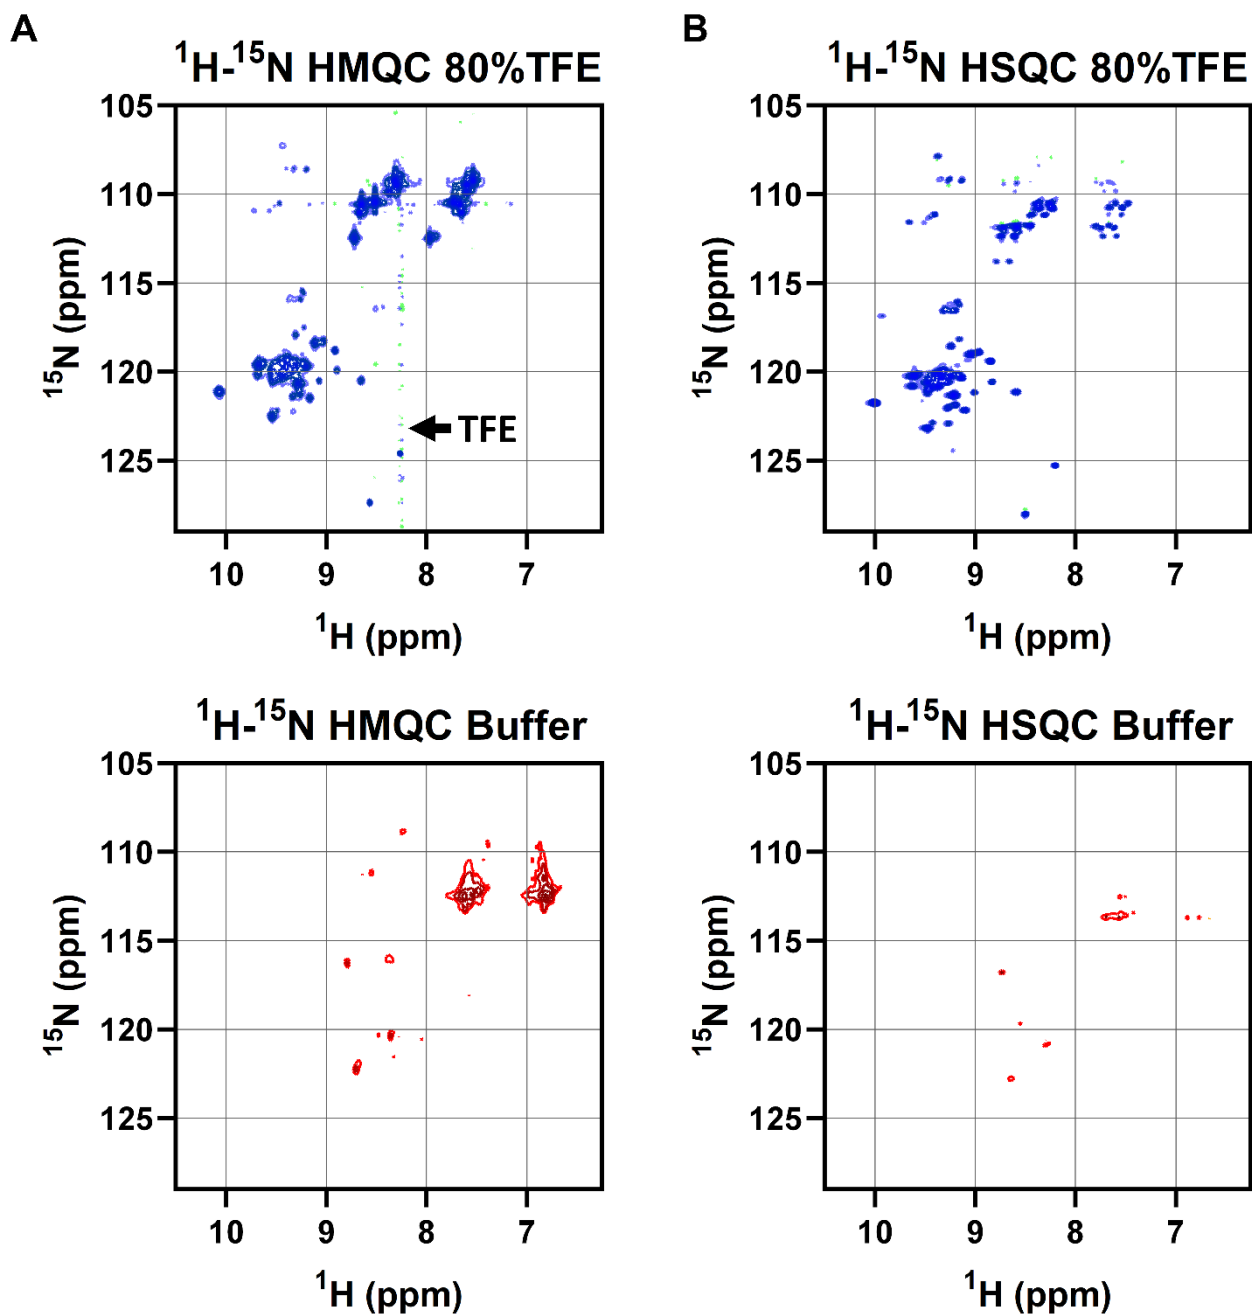 A
B
¹H-¹⁵N HMQC 80%TFE
¹H-¹⁵N HSQC 80%TFE
105
110
115
120
125
¹⁵N (ppm)
TFE
10 9 8 7
¹H (ppm)
105
110
115
120
125
¹⁵N (ppm)
10 9 8 7
¹H (ppm)
¹H-¹⁵N HMQC Buffer
¹H-¹⁵N HSQC Buffer
105
110
115
120
125
¹⁵N (ppm)
10 9 8 7
¹H (ppm)
105
110
115
120
125
¹⁵N (ppm)
10 9 8 7
¹H (ppm)